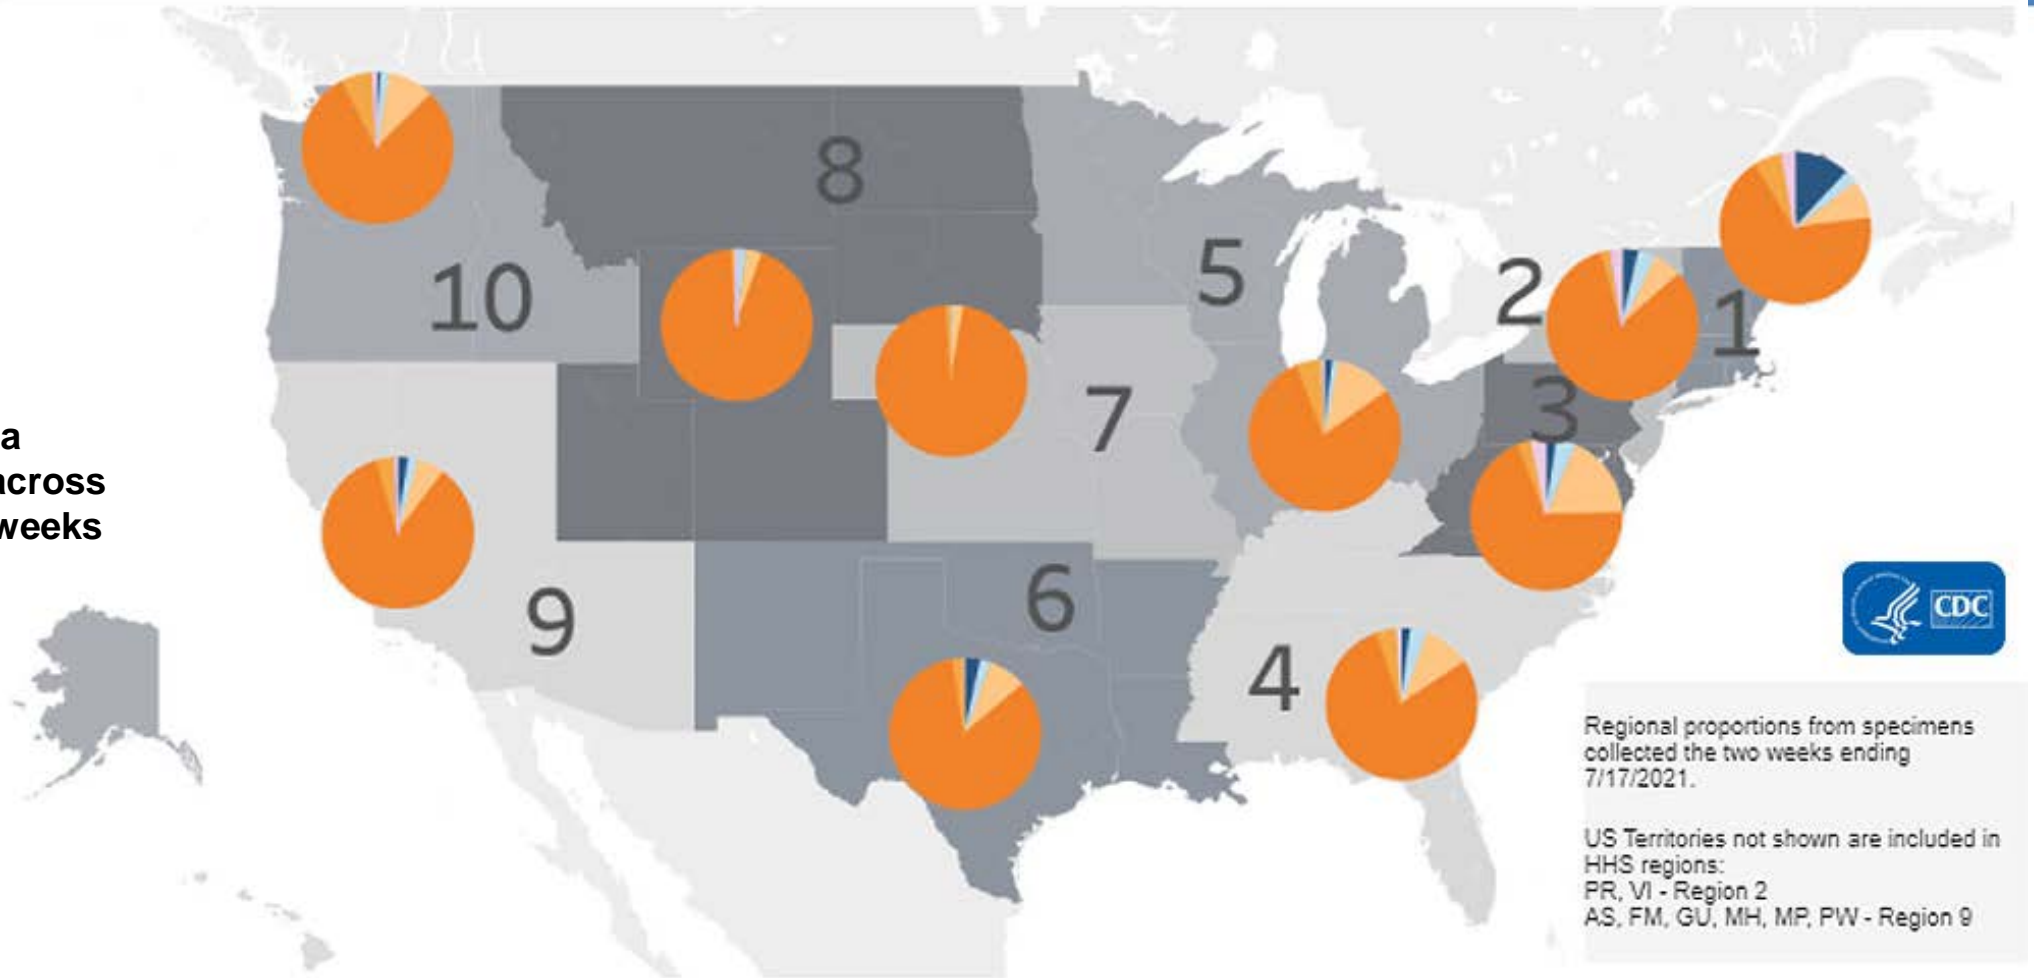 8
10
5
2
1
3
7
a
across
weeks
9
6
4
CDC
Regional proportions from specimens
collected the two weeks ending
7/17/2021.
US Territories not shown are included in
HHS regions:
PR, VI - Region 2
AS, FM, GU, MH, MP, PW - Region 9